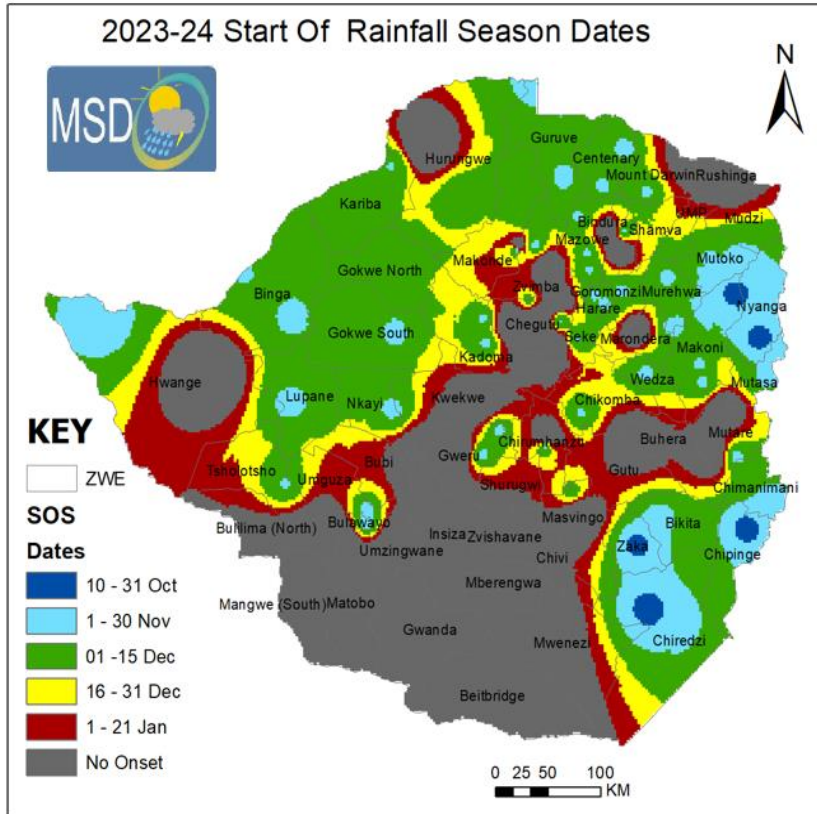 2023-24 Start Of Rainfall Season Dates
MSD
N
Guruve
Centenary
Hurungwe
Mount Darwin
Rushinga
Kariba
UMP
Mudzi
Bindura
Shamva
Mazowe
Makonde
Mutoko
Gokwe North
Zvimba
Binga
Goromonzi
Murehwa
Nyanga
Harare
Chegutu
Gokwe South
Seke
Marondera
Makoni
Kadoma
Hwange
Wedza
Mutasa
Lupane
Nkayi
Kwekwe
Chikomba
Mutare
Buhera
Chirumhanzu
Gweru
Bubi
Gutu
Tsholotsho
Umguza
Shurugwi
Chimanimani
Masvingo
Bulilima (North)
Bulawayo
Bikita
Insiza
Zvishavane
Chipinge
Umzingwane
Zaka
Chivi
Mberengwa
Mangwe (South)
Matobo
Gwanda
Mwenezi
Chiredzi
Beitbridge
KEY
ZWE
SOS
Dates
10 - 31 Oct
1 - 30 Nov
01 -15 Dec
16 - 31 Dec
1 - 21 Jan
No Onset
0 25 50 100
KM